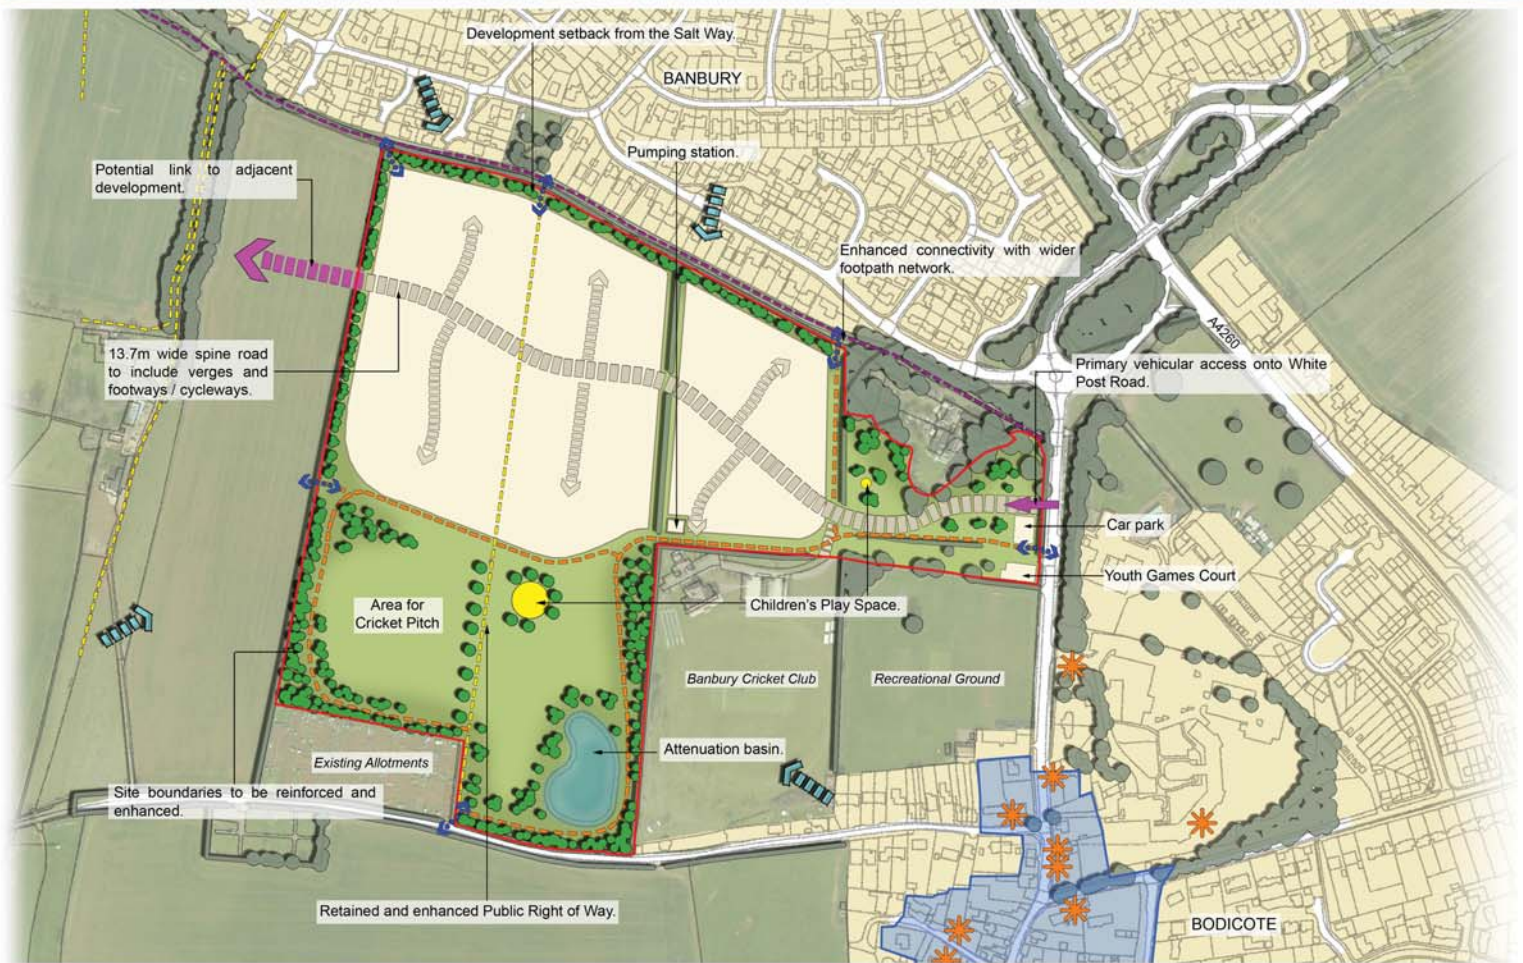 Development setback from the Salt Way.
BANBURY
Pumping station.
Potential link to adjacent
development.
Enhanced connectivity with wider
footpath network.
A4260
13.7m wide spine road
to include verges and
footways / cycleways.
Primary vehicular access onto White
Post Road.
Car park
Youth Games Court
Area for
Cricket Pitch
Children's Play Space.
Banbury Cricket Club
Recreational Ground
Existing Allotments
Attenuation basin.
Site boundaries to be reinforced and
enhanced.
Retained and enhanced Public Right of Way.
BODICOTE